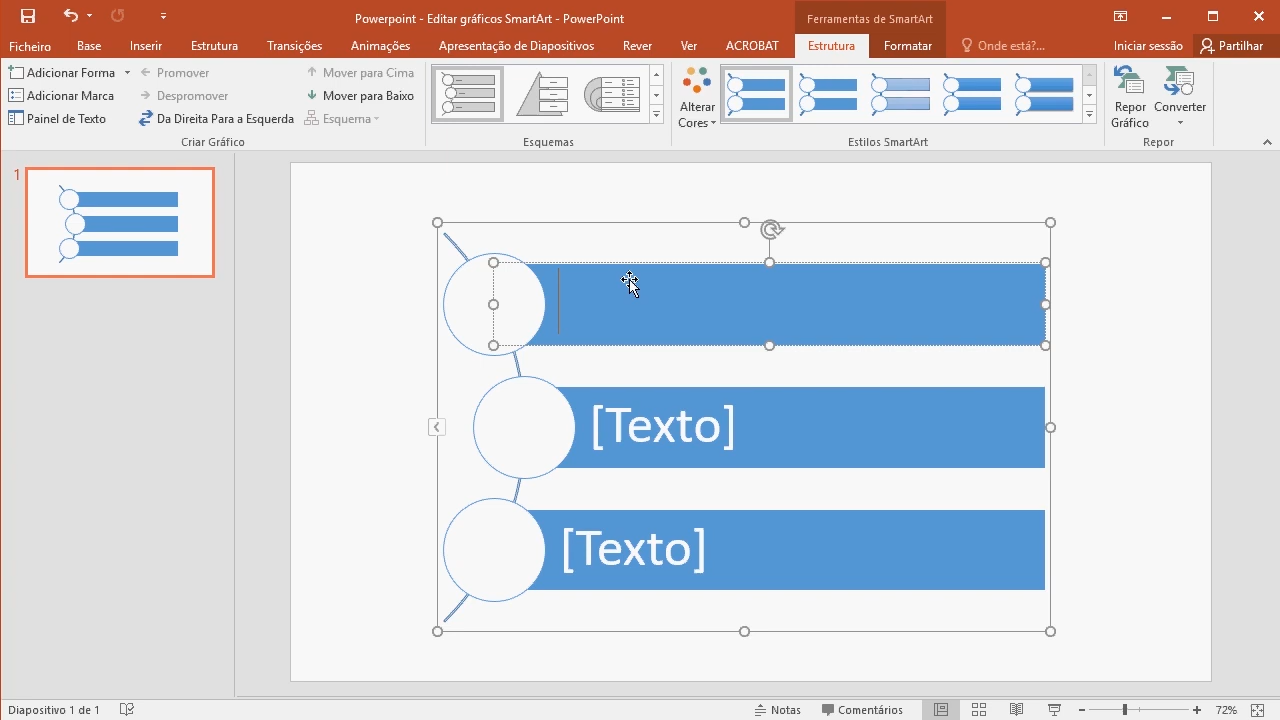 Powerpoint - Editar gráficos SmartArt - PowerPoint
Ferramentas de SmartArt
Ficheiro Base Inserir Estrutura Transições Animações Apresentação de Diapositivos Rever Ver ACROBAT Estrutura Formatar Onde está?... Iniciar sessão Partilhar
Adicionar Forma Promover Mover para Cima
Adicionar Marca Despromover Mover para Baixo
Painel de Texto Da Direita Para a Esquerda Esquema
Alterar Cores
Repor Gráfico
Converter
Criar Gráfico Esquemas Estilos SmartArt Repor
1
[Texto]
[Texto]
Diapositivo 1 de 1 Notas Comentários 72%